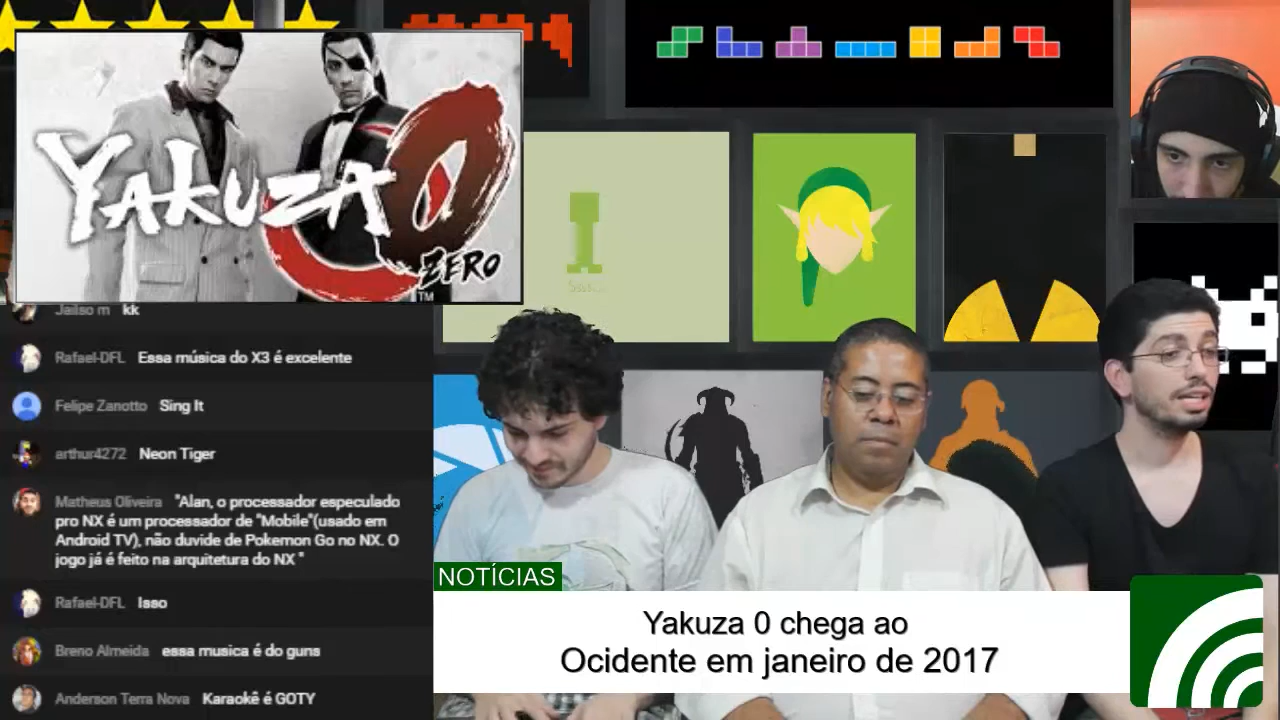 YAKUZA 0
ZERO
TM
Jailso m kk
Rafael-DFL Essa música do X3 é excelente
Felipe Zanotto Sing It
arthur4272 Neon Tiger
Matheus Oliveira "Alan, o processador especulado
pro NX é um processador de "Mobile"(usado em
Android TV), não duvide de Pokemon Go no NX. O
jogo já é feito na arquitetura do NX "
Rafael-DFL Isso
Breno Almeida essa musica é do guns
Anderson Terra Nova Karaokê é GOTY
NOTÍCIAS
Yakuza 0 chega ao
Ocidente em janeiro de 2017